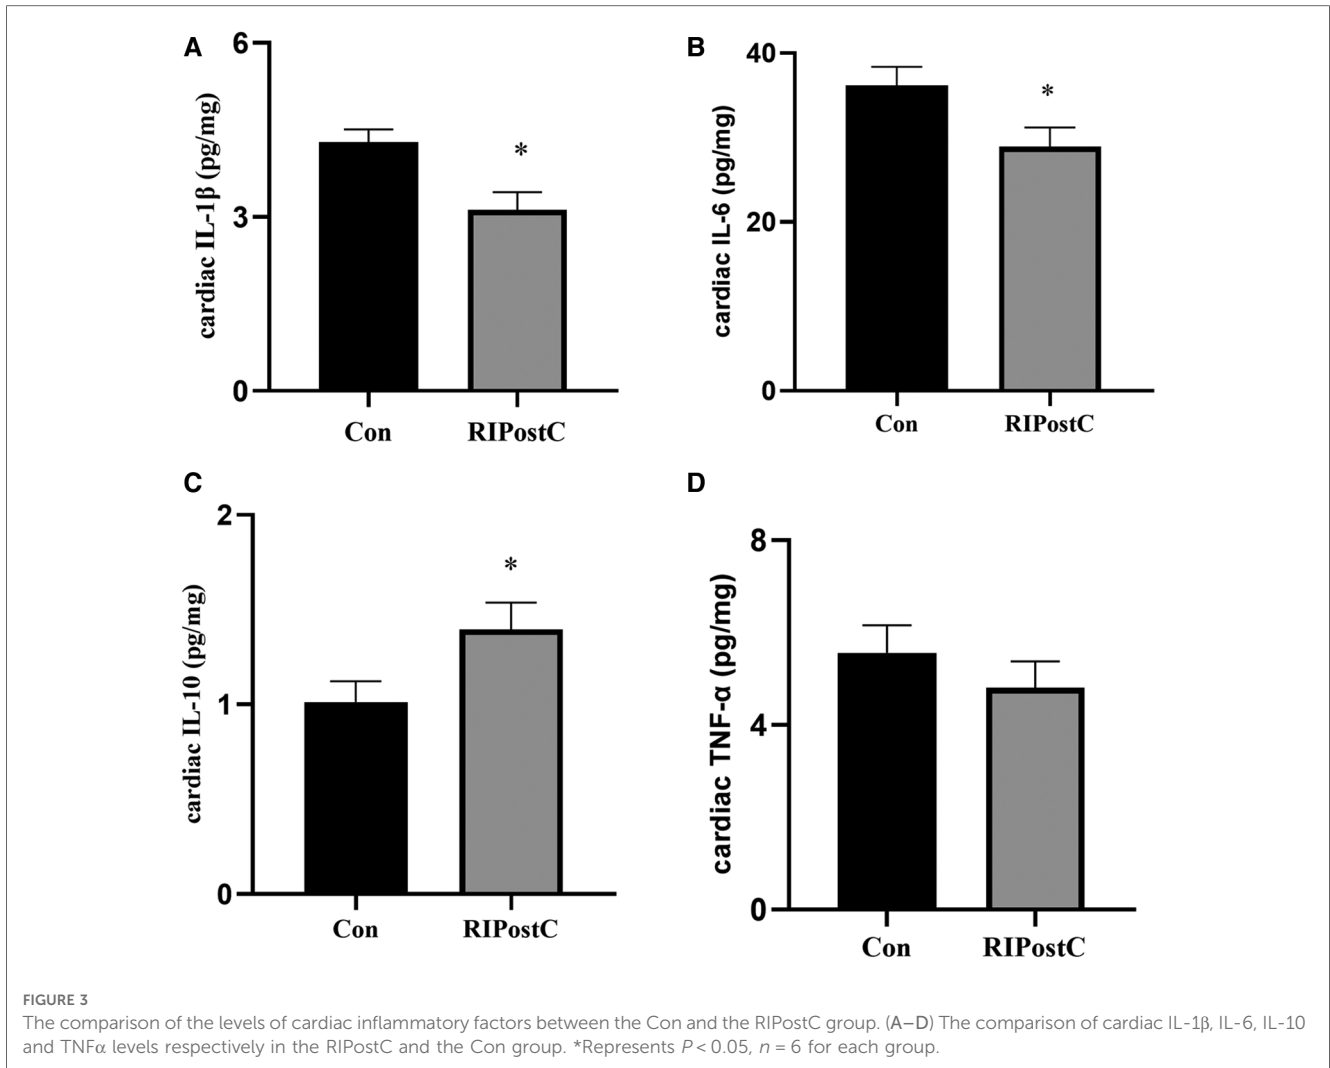 A
6
3
0
cardiac IL-1β (pg/mg)
*
Con
RIPostC
B
40
20
0
cardiac IL-6 (pg/mg)
*
Con
RIPostC
C
2
1
0
cardiac IL-10 (pg/mg)
*
Con
RIPostC
D
8
4
0
cardiac TNF-α (pg/mg)
Con
RIPostC
FIGURE 3
The comparison of the levels of cardiac inflammatory factors between the Con and the RIPostC group. (A–D) The comparison of cardiac IL-1β, IL-6, IL-10
and TNFα levels respectively in the RIPostC and the Con group. *Represents P < 0.05, n = 6 for each group.